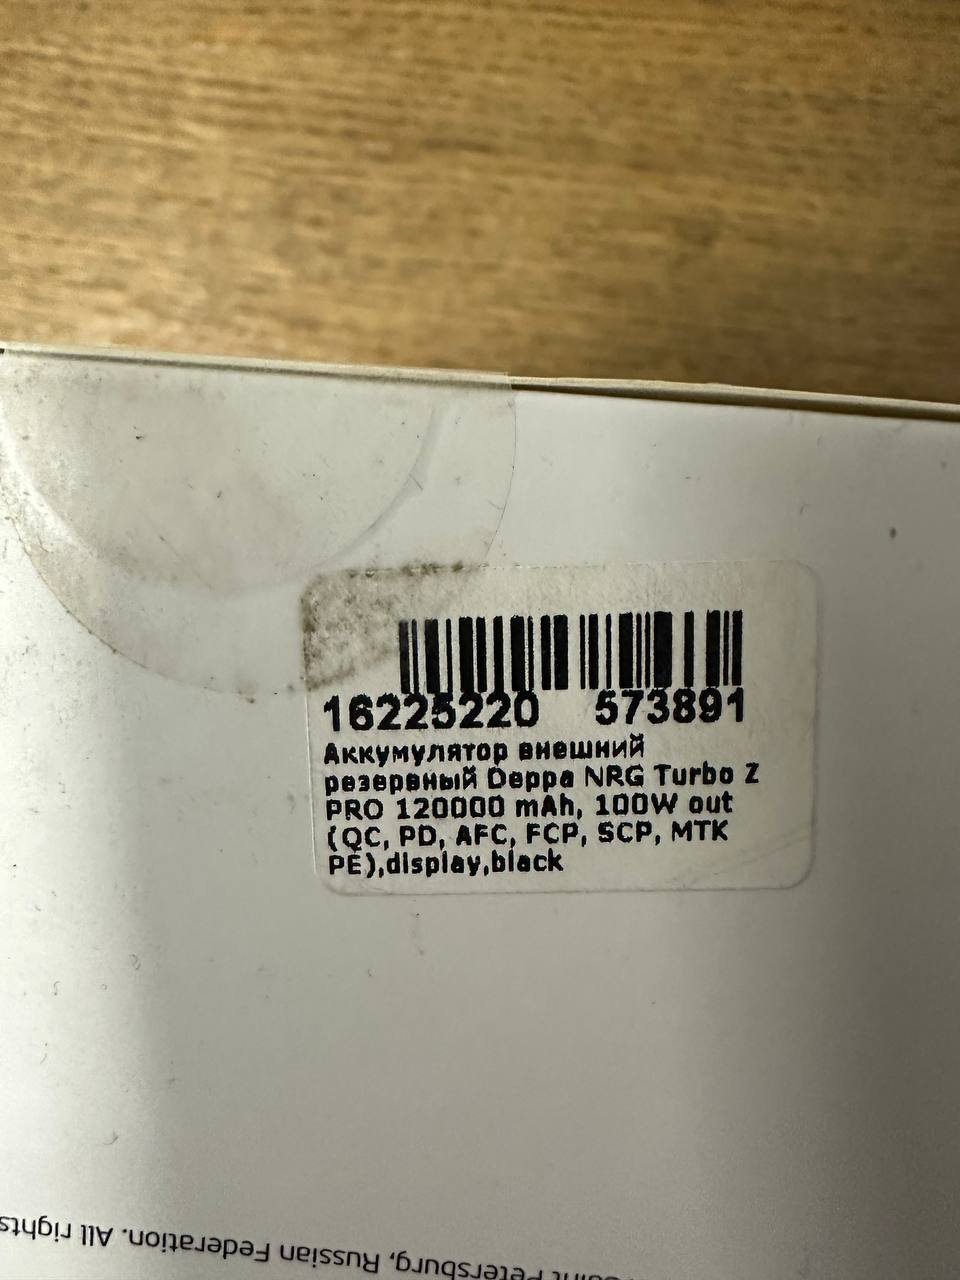 16225220 573891
Аккумулятор внешний
резервный Deppa NRG Turbo Z
PRO 120000 mAh, 100W out
(QC, PD, AFC, FCP, SCP, MTK
PE),display,black
Petersburg, Russian Federation. All rights